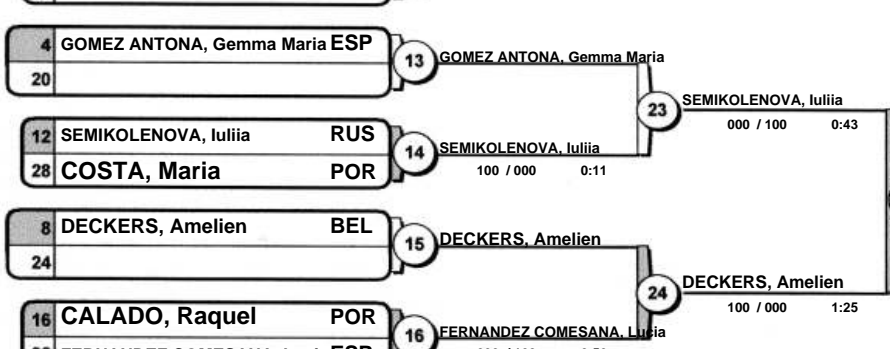 4 GOMEZ ANTONA, Gemma Maria ESP
20
13 GOMEZ ANTONA, Gemma Maria
23 SEMIKOLENOVA, Iuliia
000 / 100 0:43
12 SEMIKOLENOVA, Iuliia RUS
28 COSTA, Maria POR
14 SEMIKOLENOVA, Iuliia
100 / 000 0:11
8 DECKERS, Amelien BEL
24
15 DECKERS, Amelien
24 DECKERS, Amelien
100 / 000 1:25
16 CALADO, Raquel POR
16 FERNANDEZ COMESANA, Lucia